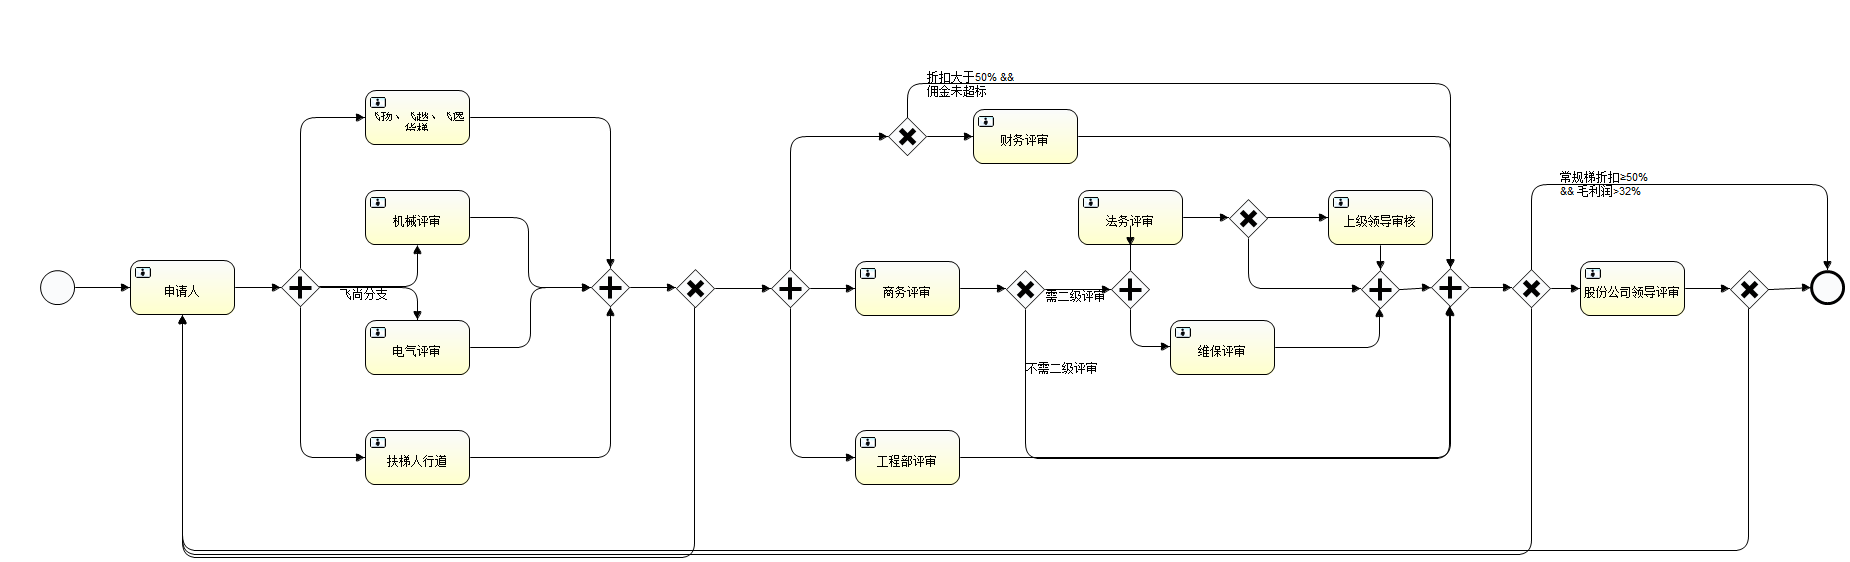 折扣大于50% &&
佣金未超标
财务评审
机械评审
法务评审
上级领导审核
常规梯折扣≥50%
&& 毛利润>32%
申请人
飞尚分支
商务评审
需二级评审
股份公司领导评审
电气评审
维保评审
不需二级评审
扶梯人行道
工程部评审